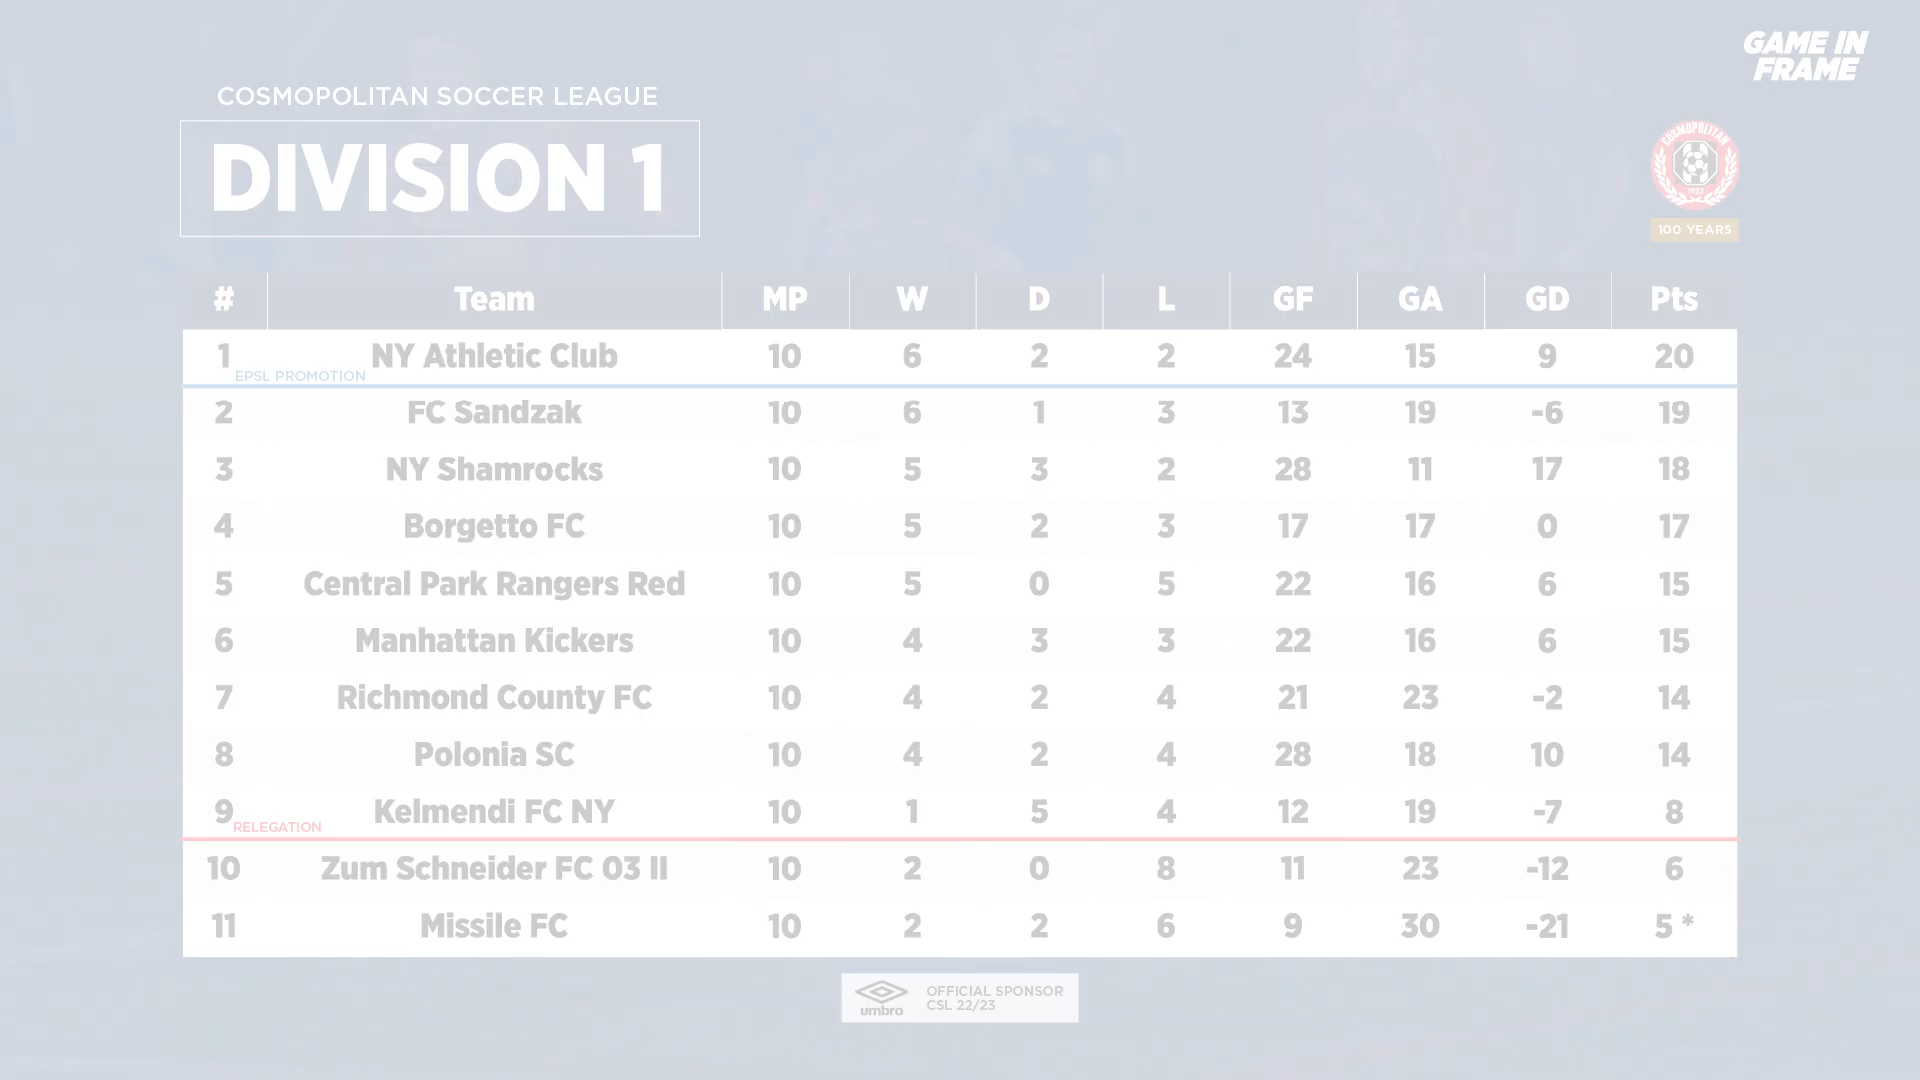 GAME IN
FRAME
COSMOPOLITAN SOCCER LEAGUE
DIVISION 1
COSMOPOLITAN
1923
100 YEARS
# Team MP W D L GF GA GD Pts
1 NY Athletic Club 10 6 2 2 24 15 9 20
EPSL PROMOTION
2 FC Sandzak 10 6 1 3 13 19 -6 19
3 NY Shamrocks 10 5 3 2 28 11 17 18
4 Borgetto FC 10 5 2 3 17 17 0 17
5 Central Park Rangers Red 10 5 0 5 22 16 6 15
6 Manhattan Kickers 10 4 3 3 22 16 6 15
7 Richmond County FC 10 4 2 4 21 23 -2 14
8 Polonia SC 10 4 2 4 28 18 10 14
9 Kelmendi FC NY 10 1 5 4 12 19 -7 8
RELEGATION
10 Zum Schneider FC 03 II 10 2 0 8 11 23 -12 6
11 Missile FC 10 2 2 6 9 30 -21 5 *
umbro
OFFICIAL SPONSOR
CSL 22/23